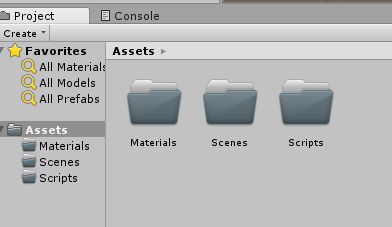 Project
Console
Create
Favorites
All Materials
All Models
All Prefabs
Assets
Materials
Scenes
Scripts
Assets
Materials
Scenes
Scripts